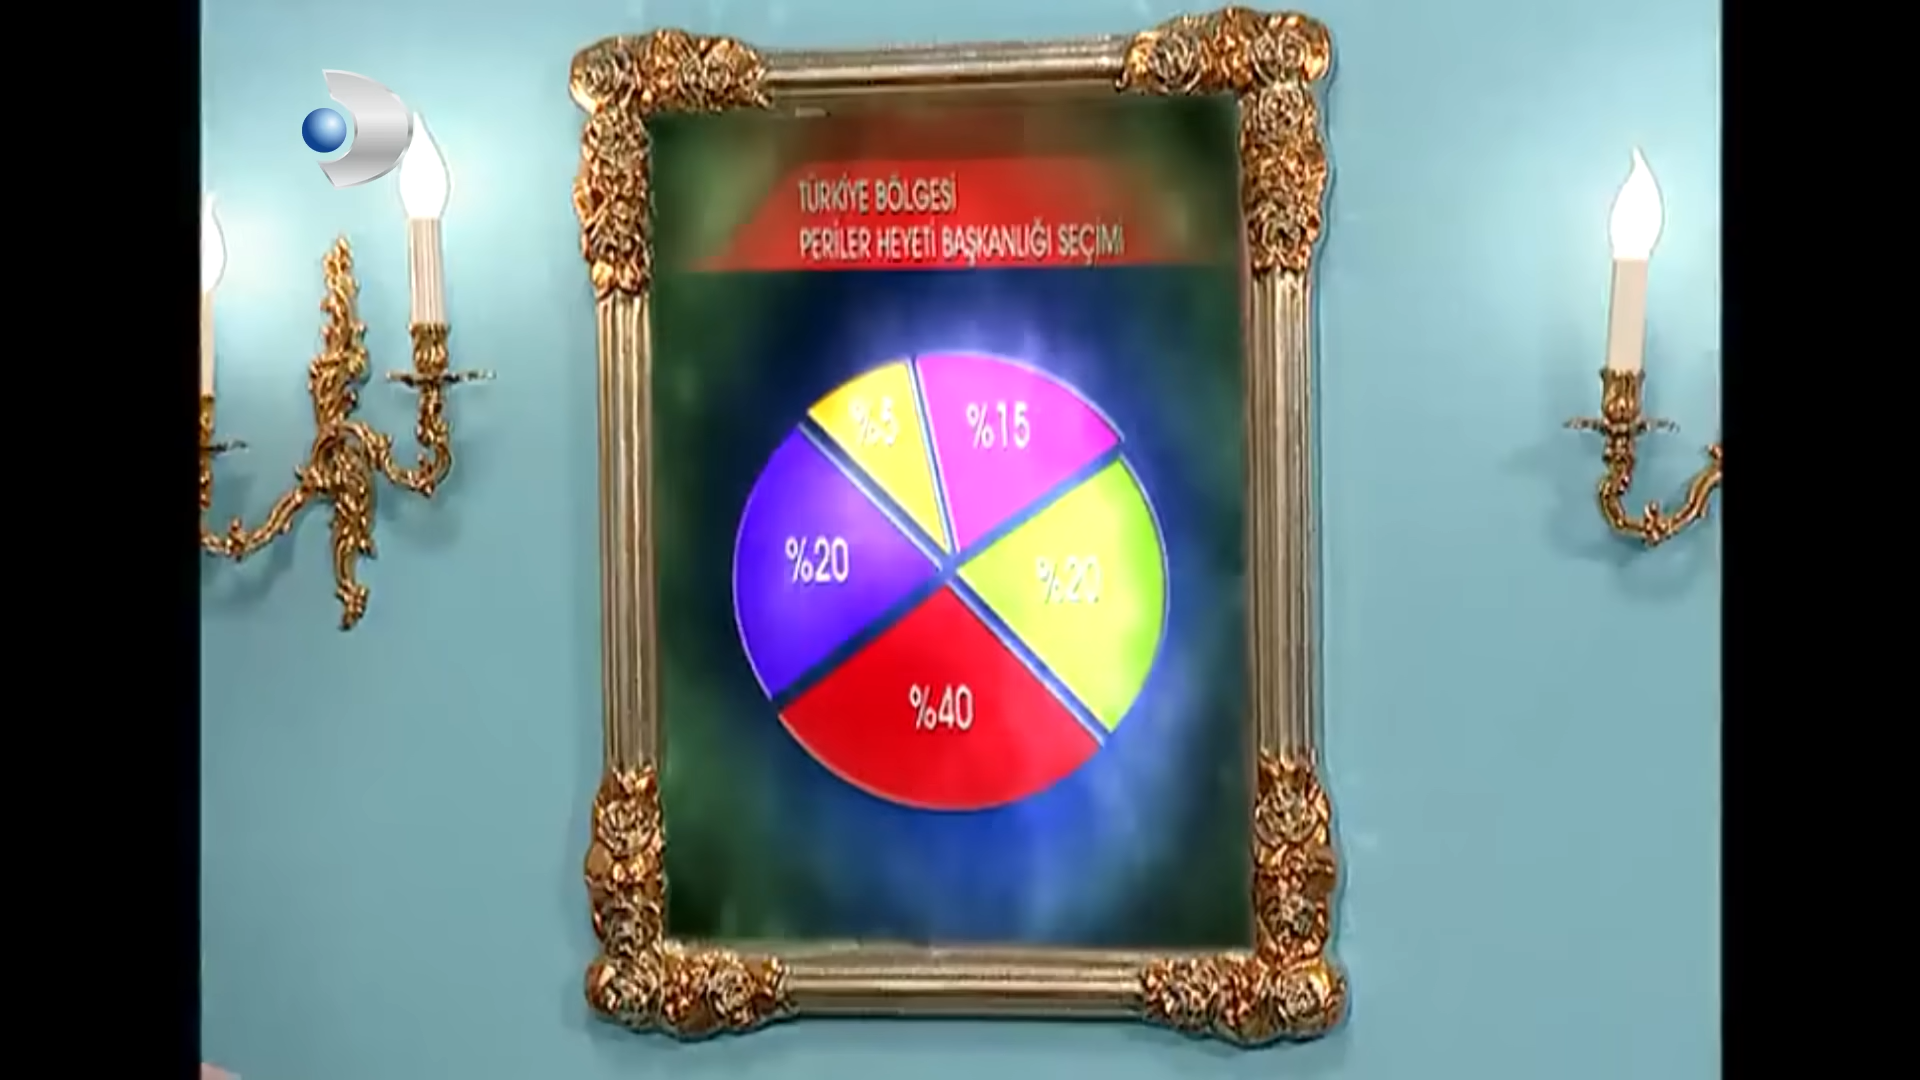 TÜRKİYE BÖLGESİ
PERİLER HEYETİ BAŞKANLIĞI SEÇİMİ
%5
%15
%20
%20
%40